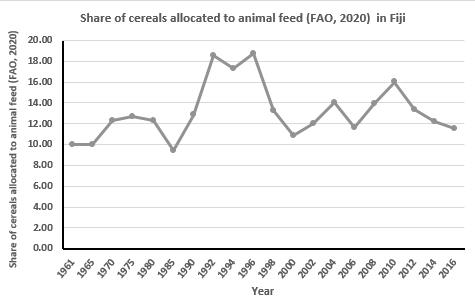 Share of cereals allocated to animal feed (FAO, 2020) in Fiji
Share of cereals allocated to animal feed (FAO, 2020)
20.00
18.00
16.00
14.00
12.00
10.00
8.00
6.00
4.00
2.00
0.00
1961 1965 1970 1975 1980 1985 1990 1992 1994 1996 1998 2000 2002 2004 2006 2008 2010 2012 2014 2016
Year